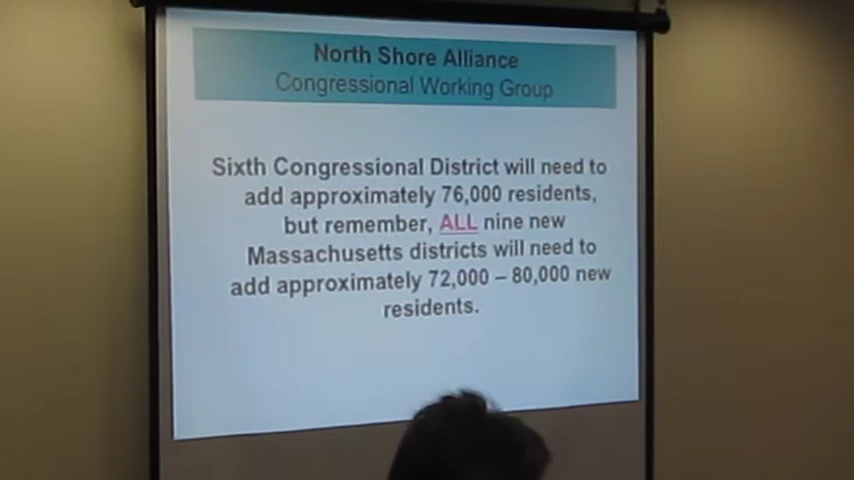 North Shore Alliance
Congressional Working Group
Sixth Congressional District will need to
add approximately 76,000 residents,
but remember, ALL nine new
Massachusetts districts will need to
add approximately 72,000 – 80,000 new
residents.